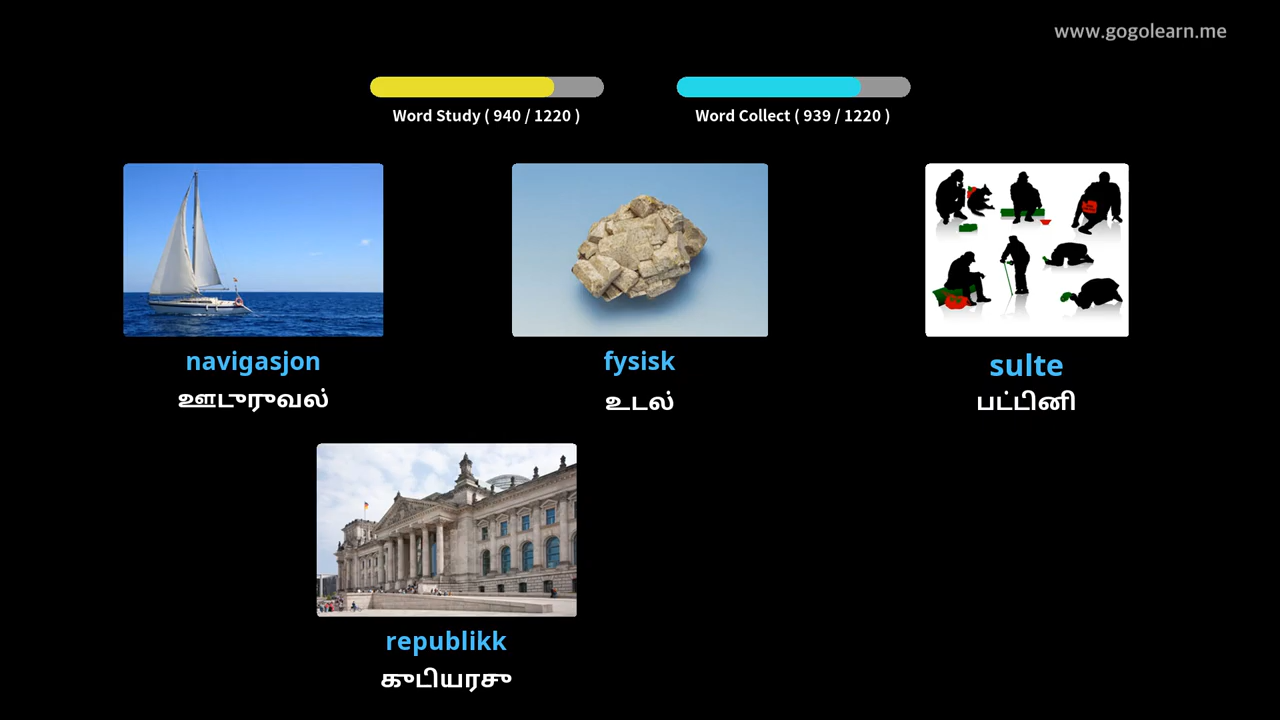 www.gogolearn.me
Word Study ( 940 / 1220 )
Word Collect ( 939 / 1220 )
navigasjon
ஊடுருவல்
fysisk
உடல்
sulte
பட்டினி
republikk
குடியரசு